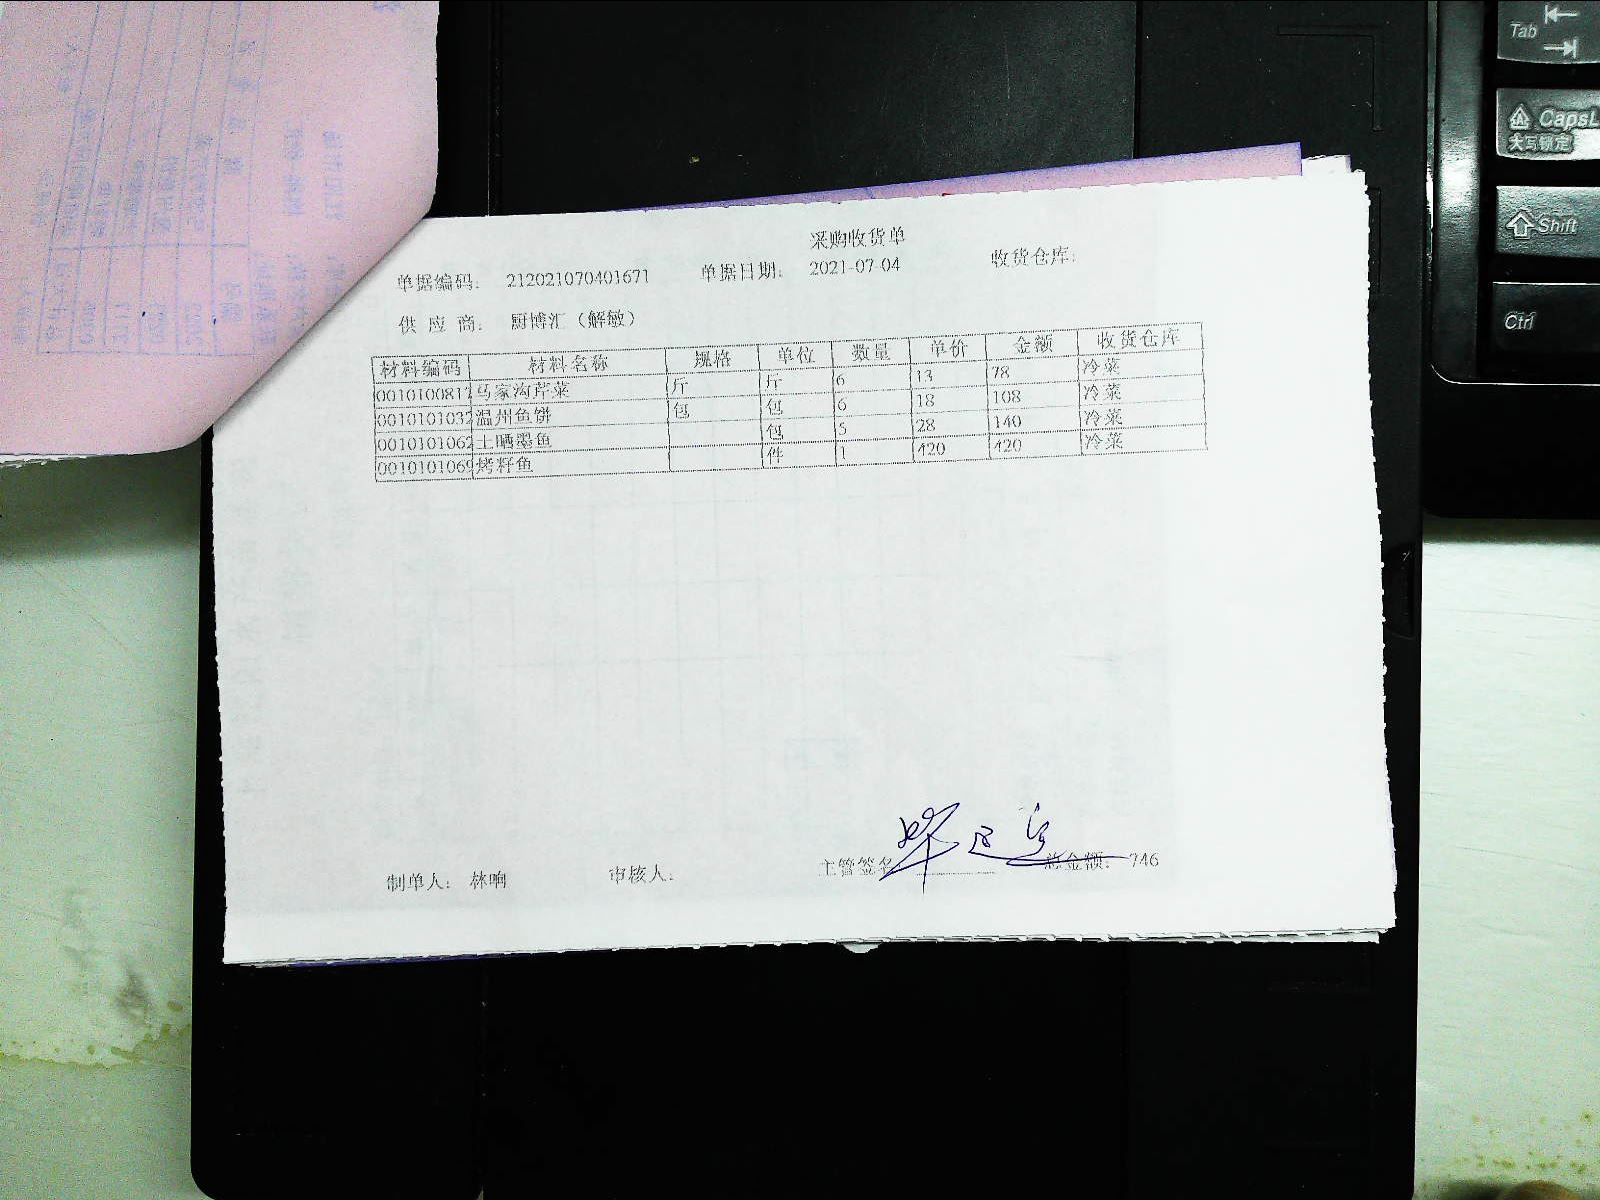 采购收货单
单据编码: 212021070401671 单据日期: 2021-07-04 收货仓库:
供 应 商: 厨博汇（解敏）
材料编码 材料名称 规格 单位 数量 单价 金额 收货仓库
0010100817 马家沟芹菜 斤 斤 6 13 78 冷菜
0010101032 温州鱼饼 包 包 6 18 108 冷菜
0010101062 土晒墨鱼 包 5 28 140 冷菜
0010101069 烤籽鱼 件 1 420 420 冷菜
制单人: 林响 审核人: 主管签名 总金额: 746
Tab
CapsL
大写锁定
Shift
Ctrl